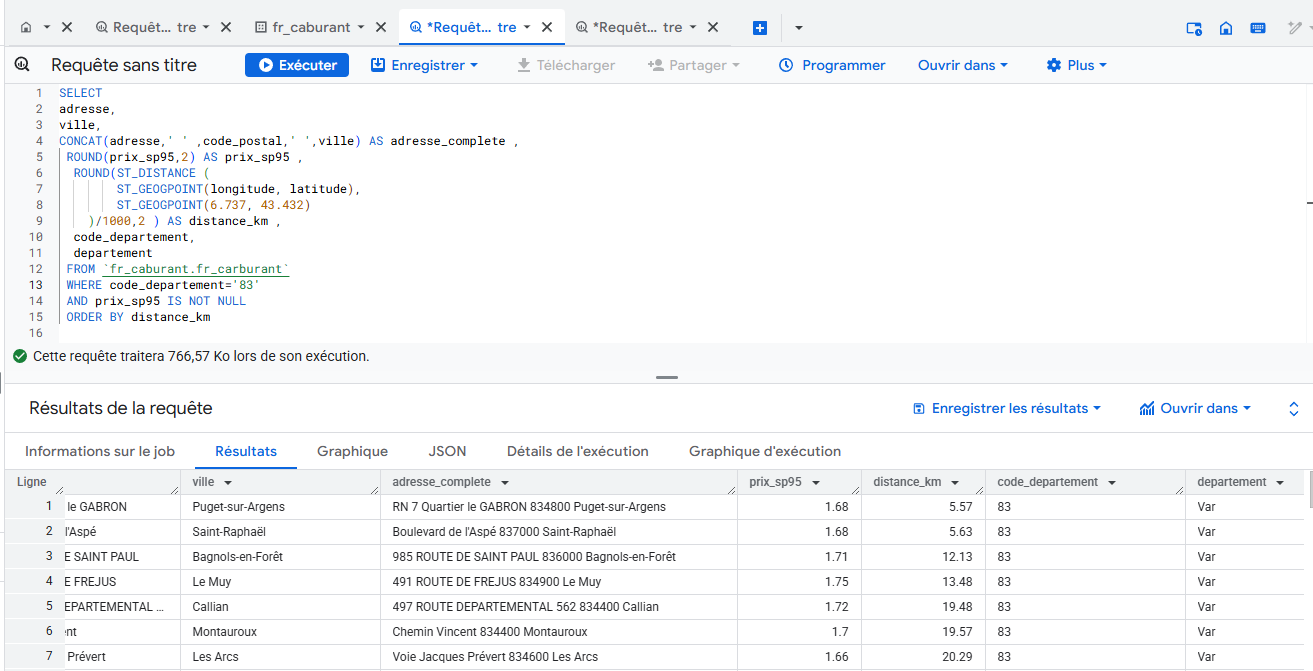 Requêt... tre
fr_caburant
*Requêt... tre
*Requêt... tre
Requête sans titre
Exécuter
Enregistrer
Télécharger
Partager
Programmer
Ouvrir dans
Plus
1 SELECT
2 adresse,
3 ville,
4 CONCAT(adresse,' ' ,code_postal,' ',ville) AS adresse_complete ,
5 ROUND(prix_sp95,2) AS prix_sp95 ,
6 ROUND(ST_DISTANCE (
7 ST_GEOGPOINT(longitude, latitude),
8 ST_GEOGPOINT(6.737, 43.432)
9 )/1000,2 ) AS distance_km ,
10 code_departement,
11 departement
12 FROM `fr_caburant.fr_carburant`
13 WHERE code_departement='83'
14 AND prix_sp95 IS NOT NULL
15 ORDER BY distance_km
16
Cette requête traitera 766,57 Ko lors de son exécution.
Résultats de la requête
Enregistrer les résultats
Ouvrir dans
Informations sur le job
Résultats
Graphique
JSON
Détails de l'exécution
Graphique d'exécution
Ligne ville adresse_complete prix_sp95 distance_km code_departement departement
1 le GABRON Puget-sur-Argens RN 7 Quartier le GABRON 834800 Puget-sur-Argens 1.68 5.57 83 Var
2 l'Aspé Saint-Raphaël Boulevard de l'Aspé 837000 Saint-Raphaël 1.68 5.63 83 Var
3 E SAINT PAUL Bagnols-en-Forêt 985 ROUTE DE SAINT PAUL 836000 Bagnols-en-Forêt 1.71 12.13 83 Var
4 E FREJUS Le Muy 491 ROUTE DE FREJUS 834900 Le Muy 1.75 13.48 83 Var
5 EPARTEMENTAL ... Callian 497 ROUTE DEPARTEMENTAL 562 834400 Callian 1.72 19.48 83 Var
6 ent Montauroux Chemin Vincent 834400 Montauroux 1.7 19.57 83 Var
7 Prévert Les Arcs Voie Jacques Prévert 834600 Les Arcs 1.66 20.29 83 Var